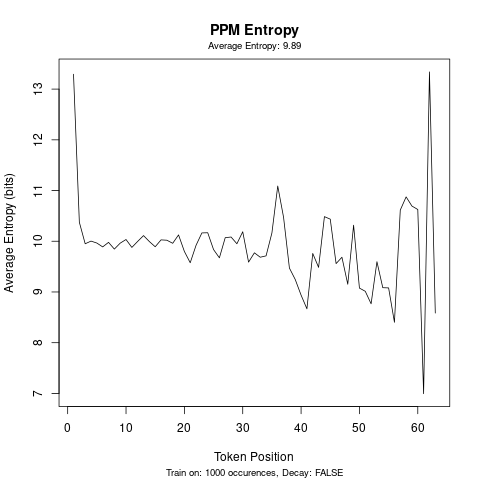 PPM Entropy
Average Entropy: 9.89
Average Entropy (bits)
13
12
11
10
9
8
7
0 10 20 30 40 50 60
Token Position
Train on: 1000 occurences, Decay: FALSE